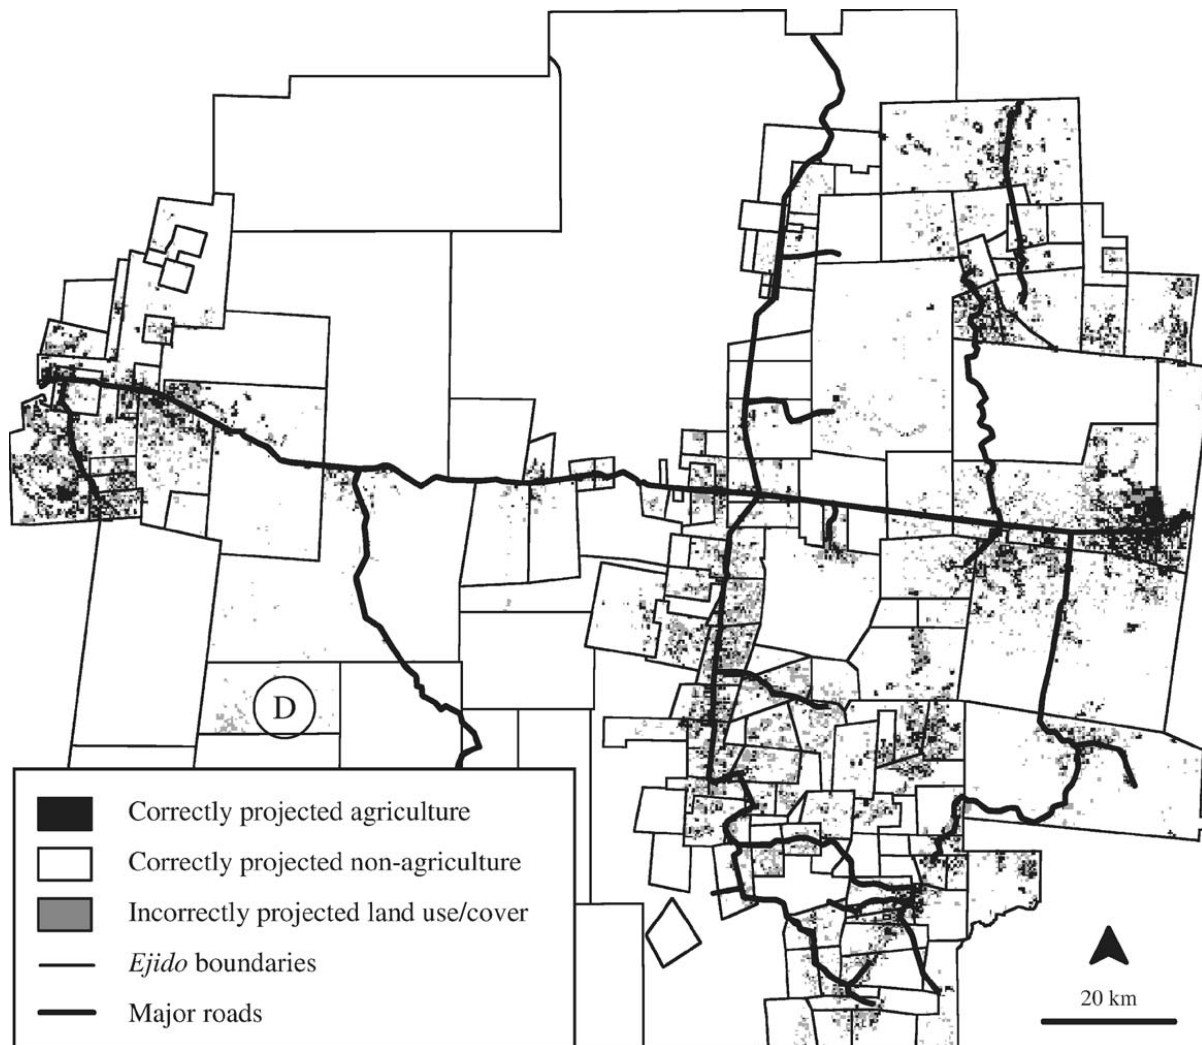 D
Correctly projected agriculture
Correctly projected non-agriculture
Incorrectly projected land use/cover
Ejido boundaries
Major roads
20 km